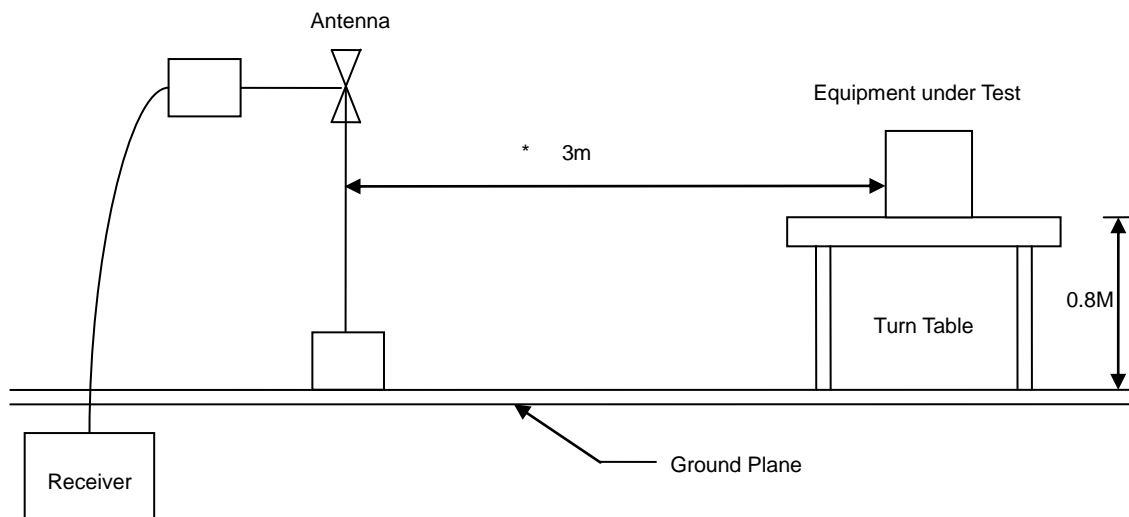 Antenna
Equipment under Test
* 3m
0.8M
Turn Table
Ground Plane
Receiver